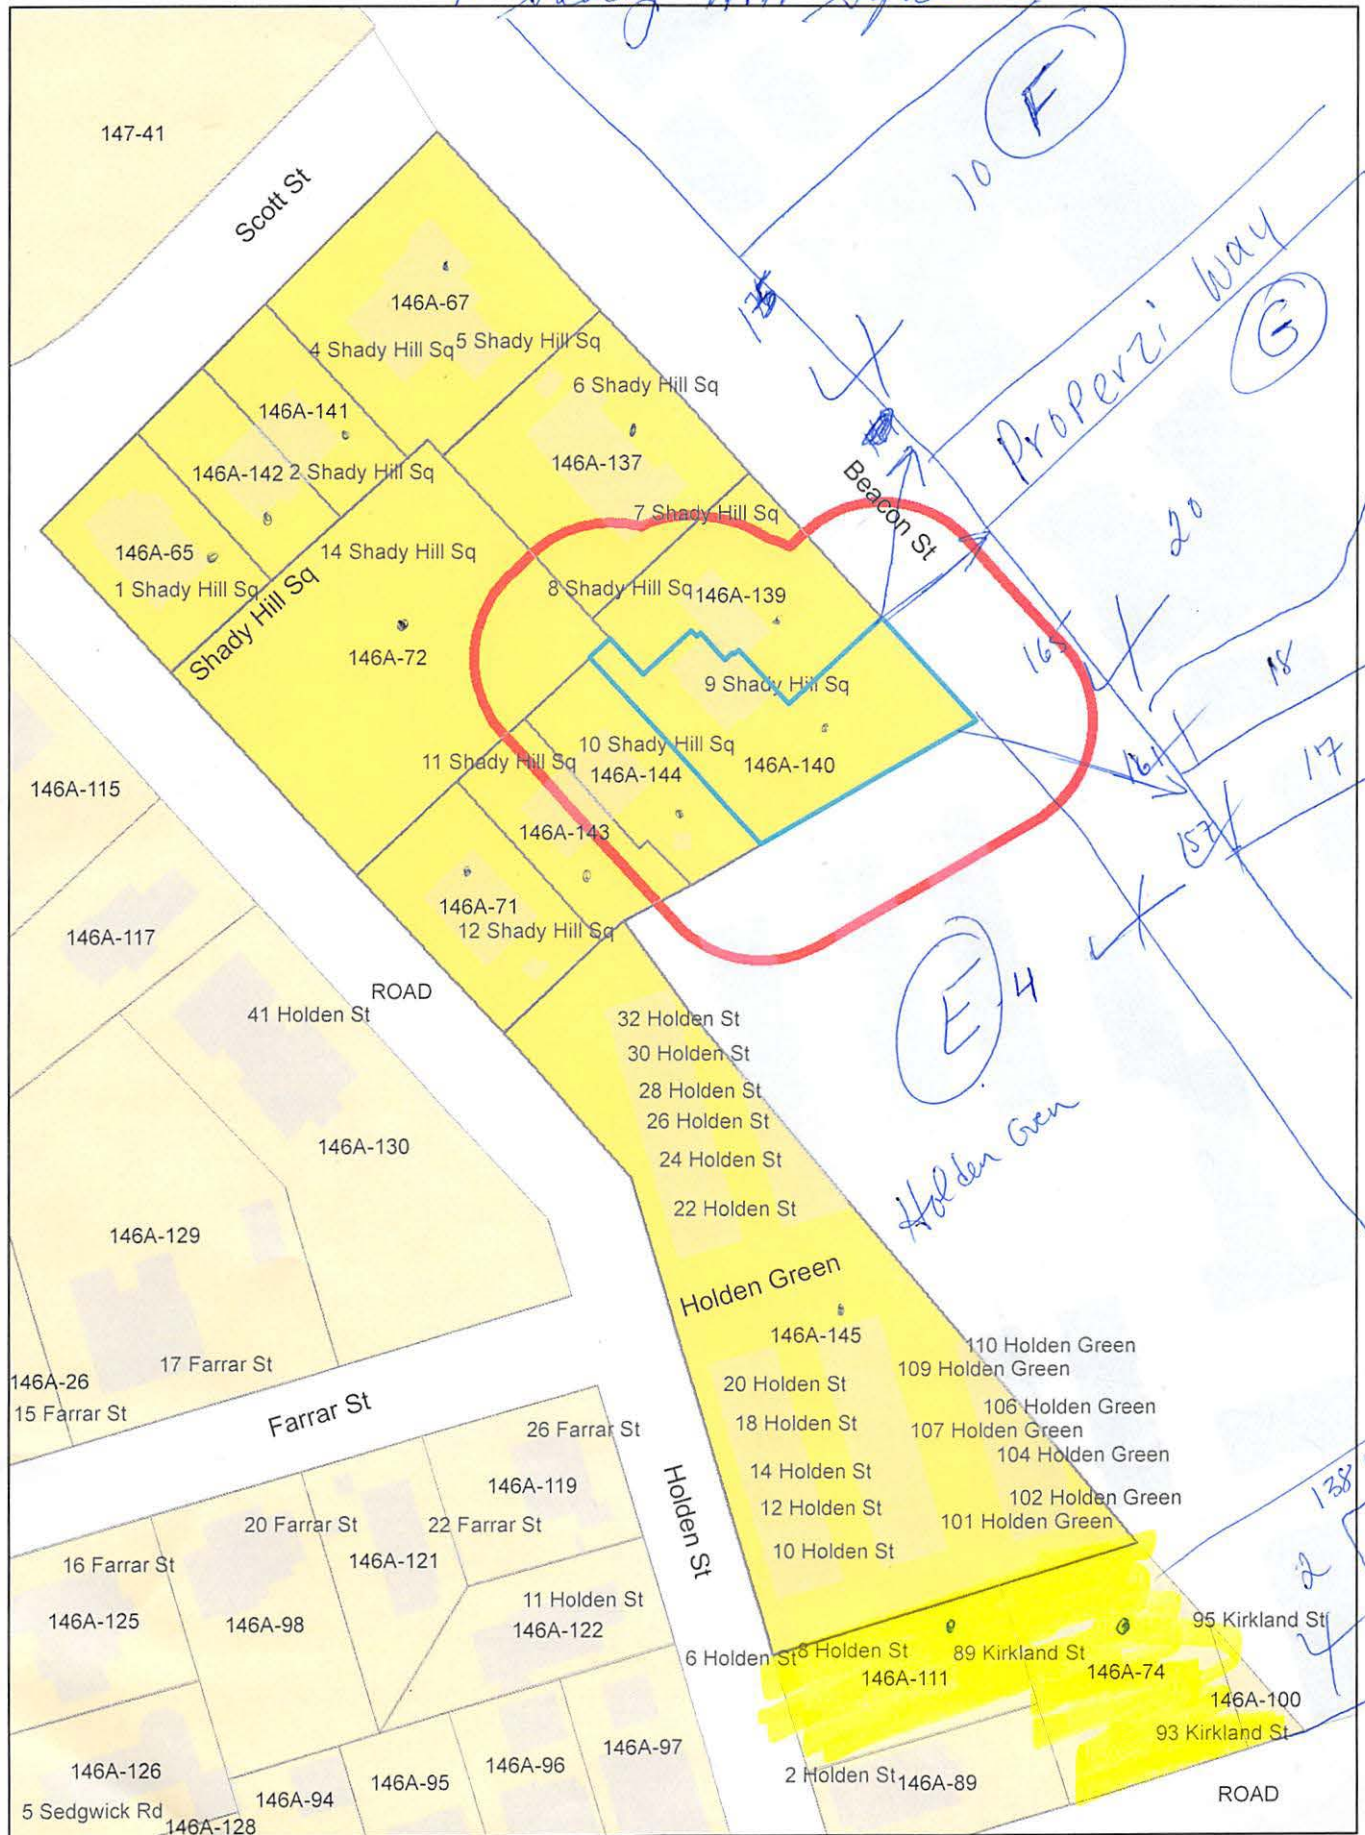 147-41
Scott St
10
F
146A-67
4 Shady Hill Sq
5 Shady Hill Sq
6 Shady Hill Sq
Properzi Way
G
146A-141
146A-142
2 Shady Hill Sq
146A-137
Beacon St
7 Shady Hill Sq
20
146A-65
1 Shady Hill Sq
14 Shady Hill Sq
Shady Hill Sq
8 Shady Hill Sq
146A-139
146A-72
165
18
9 Shady Hill Sq
10 Shady Hill Sq
11 Shady Hill Sq
146A-144
146A-140
161
17
146A-115
146A-143
157
146A-71
12 Shady Hill Sq
146A-117
ROAD
41 Holden St
E
4
32 Holden St
30 Holden St
28 Holden St
26 Holden St
24 Holden St
22 Holden St
Holden Green
146A-130
146A-129
Holden Green
146A-145
110 Holden Green
109 Holden Green
17 Farrar St
146A-26
15 Farrar St
20 Holden St
106 Holden Green
Farrar St
26 Farrar St
18 Holden St
107 Holden Green
104 Holden Green
146A-119
Holden St
14 Holden St
102 Holden Green
138
12 Holden St
101 Holden Green
20 Farrar St
22 Farrar St
10 Holden St
16 Farrar St
146A-121
2
11 Holden St
146A-125
146A-98
146A-122
6 Holden St
8 Holden St
89 Kirkland St
95 Kirkland St
146A-111
146A-74
146A-100
93 Kirkland St
146A-97
146A-96
146A-126
146A-95
2 Holden St
146A-89
ROAD
146A-94
5 Sedgwick Rd
146A-128